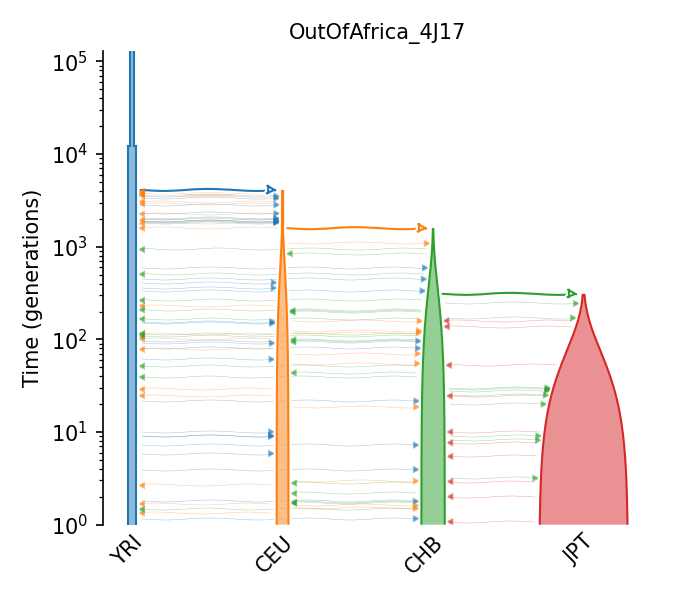 OutOfAfrica_4J17
10^5
10^4
10^3
10^2
10^1
10^0
Time (generations)
YRI
CEU
CHB
JPT